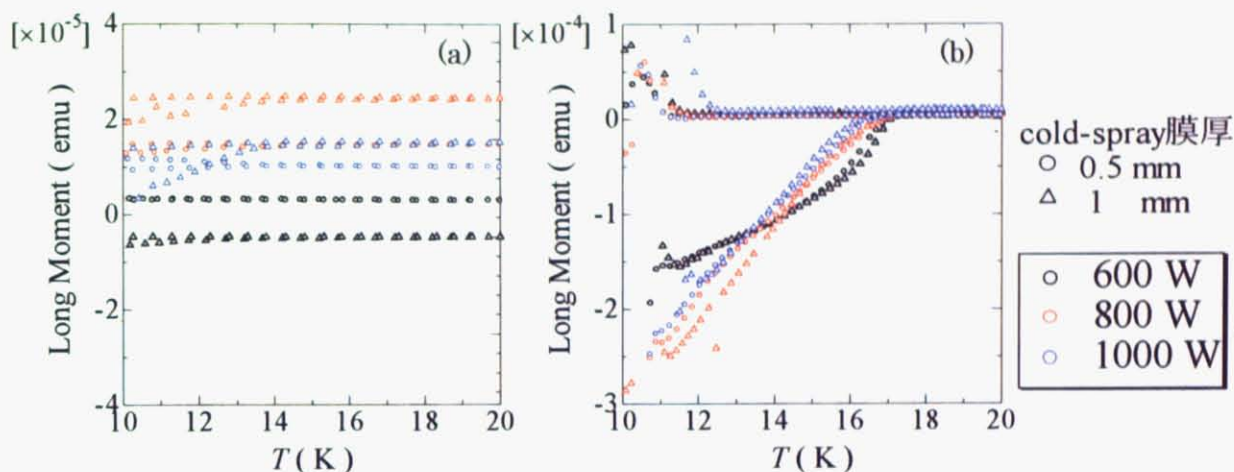 [×10⁻⁵]
(a)
Long Moment ( emu )
4
2
0
-2
-4
10 12 14 16 18 20
T ( K )
[×10⁻⁴]
(b)
Long Moment ( emu )
1
0
-1
-2
-3
10 12 14 16 18 20
T ( K )
cold-spray膜厚
0.5 mm
1 mm
600 W
800 W
1000 W